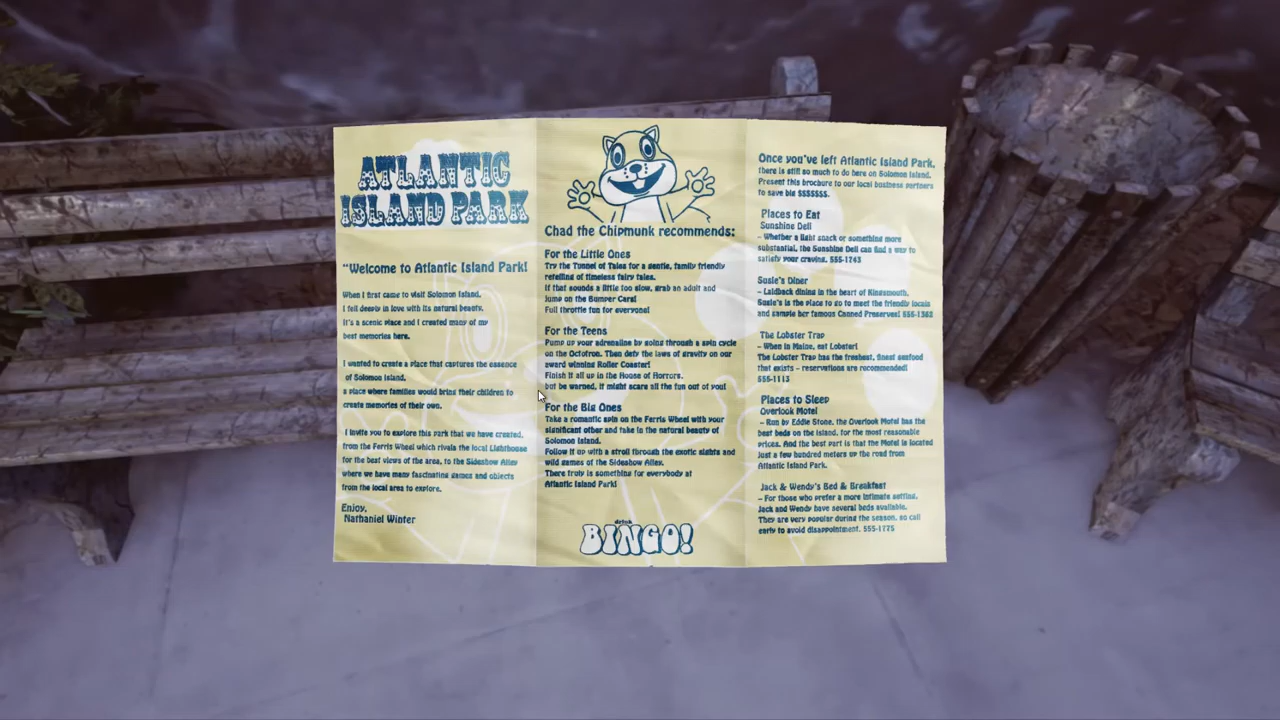 ATLANTIC
ISLAND PARK
"Welcome to Atlantic Island Park!
When I first came to visit Solomon Island,
I fell deeply in love with its natural beauty.
It's a scenic place and I created many of my
best memories here.
I wanted to create a place that captures the essence
of Solomon Island,
a place where families would bring their children to
create memories of their own.
I invite you to explore this park that we have created,
from the Ferris Wheel which rivals the local Lighthouse
for the best views of the area, to the Sideshow Alley
where we have many fascinating games and objects
from the local area to explore.
Enjoy,
Nathaniel Winter
Chad the Chipmunk recommends:
For the Little Ones
Try the Tunnel of Tales for a gentle, family friendly
retelling of timeless fairy tales.
If that sounds a little too slow, grab an adult and
jump on the Bumper Cars!
Full throttle fun for everyone!
For the Teens
Pump up your adrenaline by going through a spin cycle
on the Octotron. Then defy the laws of gravity on our
award winning Roller Coaster!
Finish it all up in the House of Horrors.
but be warned, it might scare all the fun out of you!
For the Big Ones
Take a romantic spin on the Ferris Wheel with your
significant other and take in the natural beauty of
Solomon Island.
Follow it up with a stroll through the exotic sights and
wild games of the Sideshow Alley.
There truly is something for everybody at
Atlantic Island Park!
drink
BINGO!
Once you've left Atlantic Island Park,
there is still so much to do here on Solomon Island.
Present this brochure to our local business partners
to save big $$$$$$$.
Places to Eat
Sunshine Deli
- Whether a light snack or something more
substantial, the Sunshine Deli can find a way to
satisfy your craving. 555-1243
Susie's Diner
- Laidback dining in the heart of Kingsmouth,
Susie's is the place to go to meet the friendly locals
and sample her famous Canned Preserves! 555-1362
The Lobster Trap
- When in Maine, eat Lobster!
The Lobster Trap has the freshest, finest seafood
that exists - reservations are recommended!
555-1113
Places to Sleep
Overlook Motel
- Run by Eddie Stone, the Overlook Motel has the
best beds on the island, for the most reasonable
prices. And the best part is that the Motel is located
just a few hundred meters up the road from
Atlantic Island Park.
Jack & Wendy's Bed & Breakfast
- For those who prefer a more intimate setting,
Jack and Wendy have several beds available.
They are very popular during the season, so call
early to avoid disappointment. 555-1775